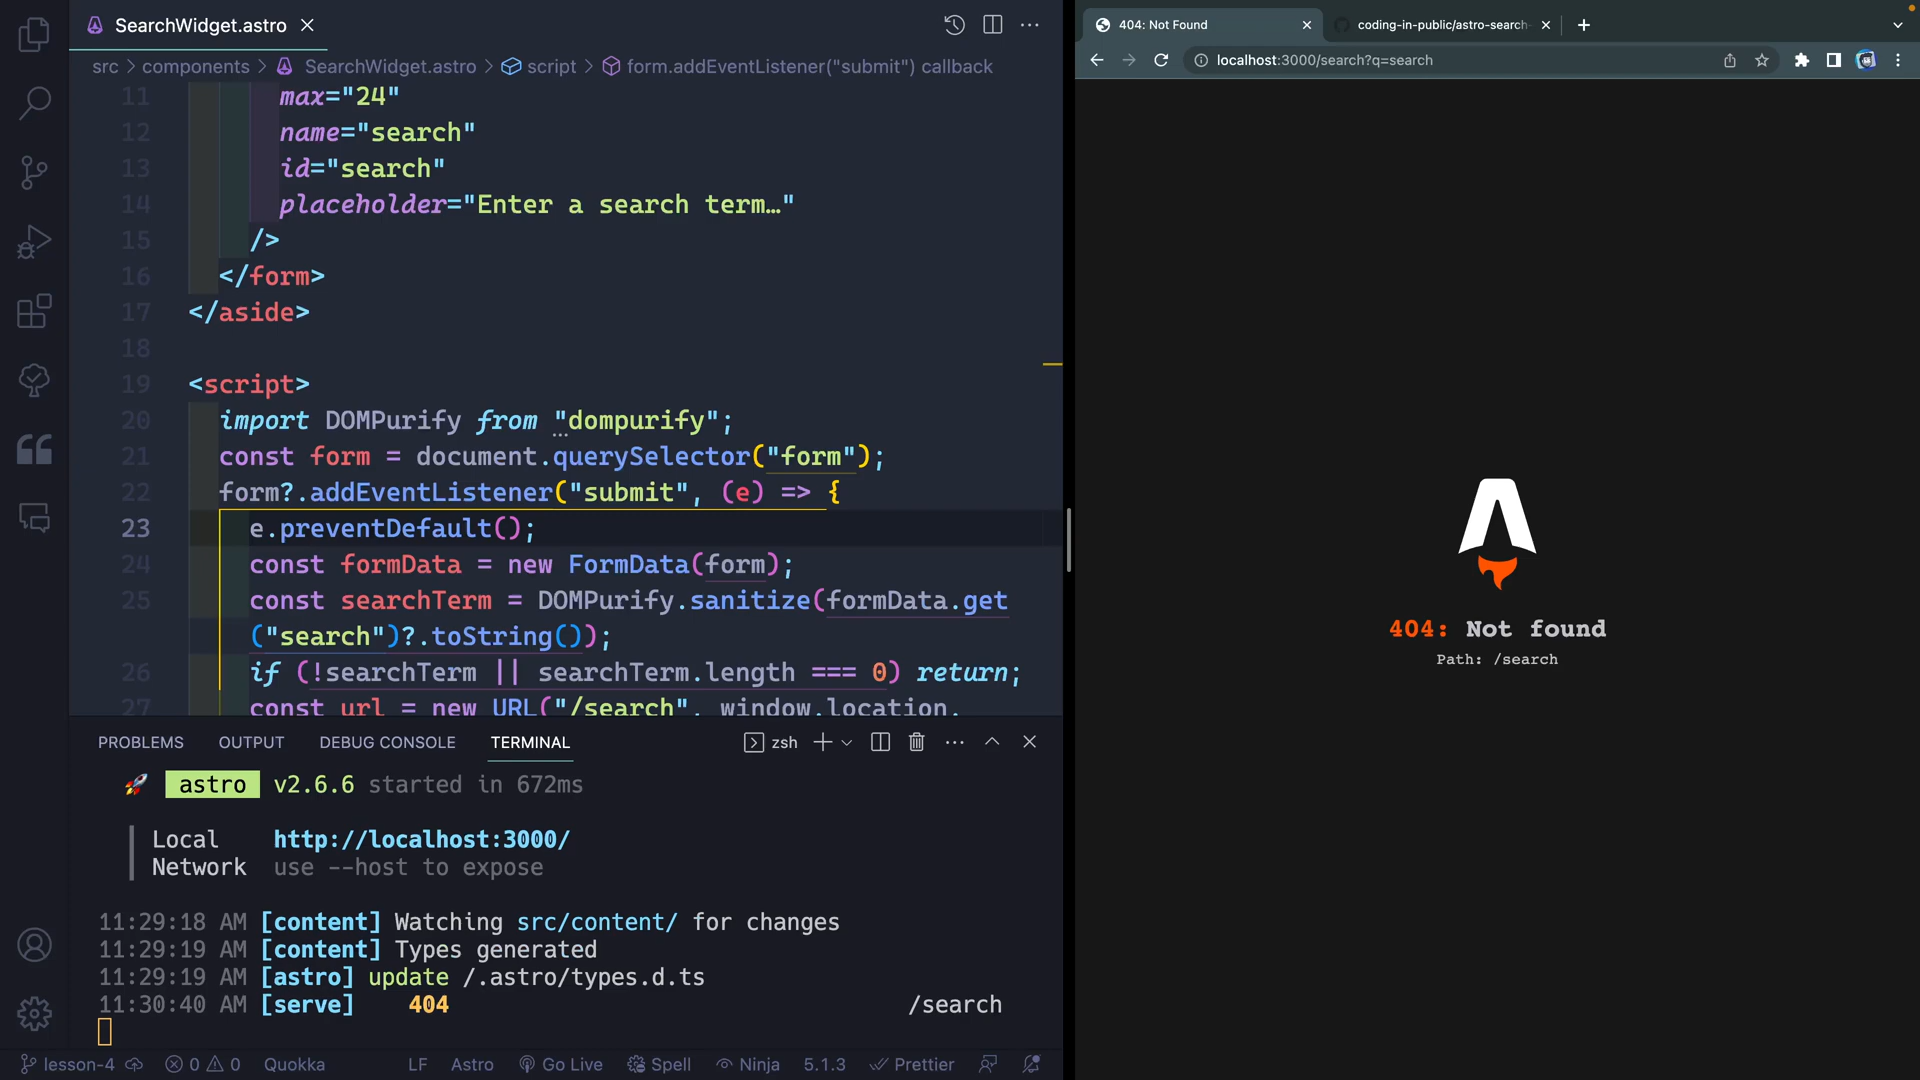 SearchWidget.astro
src > components > SearchWidget.astro > script > form.addEventListener("submit") callback
11 max="24"
12 name="search"
13 id="search"
14 placeholder="Enter a search term…"
15 />
16 </form>
17 </aside>
18
19 <script>
20 import DOMPurify from "dompurify";
21 const form = document.querySelector("form");
22 form?.addEventListener("submit", (e) => {
23 e.preventDefault();
24 const formData = new FormData(form);
25 const searchTerm = DOMPurify.sanitize(formData.get
("search")?.toString());
26 if (!searchTerm || searchTerm.length === 0) return;
27 const url = new URL("/search", window.location.
PROBLEMS OUTPUT DEBUG CONSOLE TERMINAL zsh
astro v2.6.6 started in 672ms
Local http://localhost:3000/
Network use --host to expose
11:29:18 AM [content] Watching src/content/ for changes
11:29:19 AM [content] Types generated
11:29:19 AM [astro] update /.astro/types.d.ts
11:30:40 AM [serve] 404 /search
lesson-4 0 0 Quokka LF Astro Go Live Spell Ninja 5.1.3 Prettier
404: Not Found
coding-in-public/astro-search-
localhost:3000/search?q=search
404: Not found
Path: /search